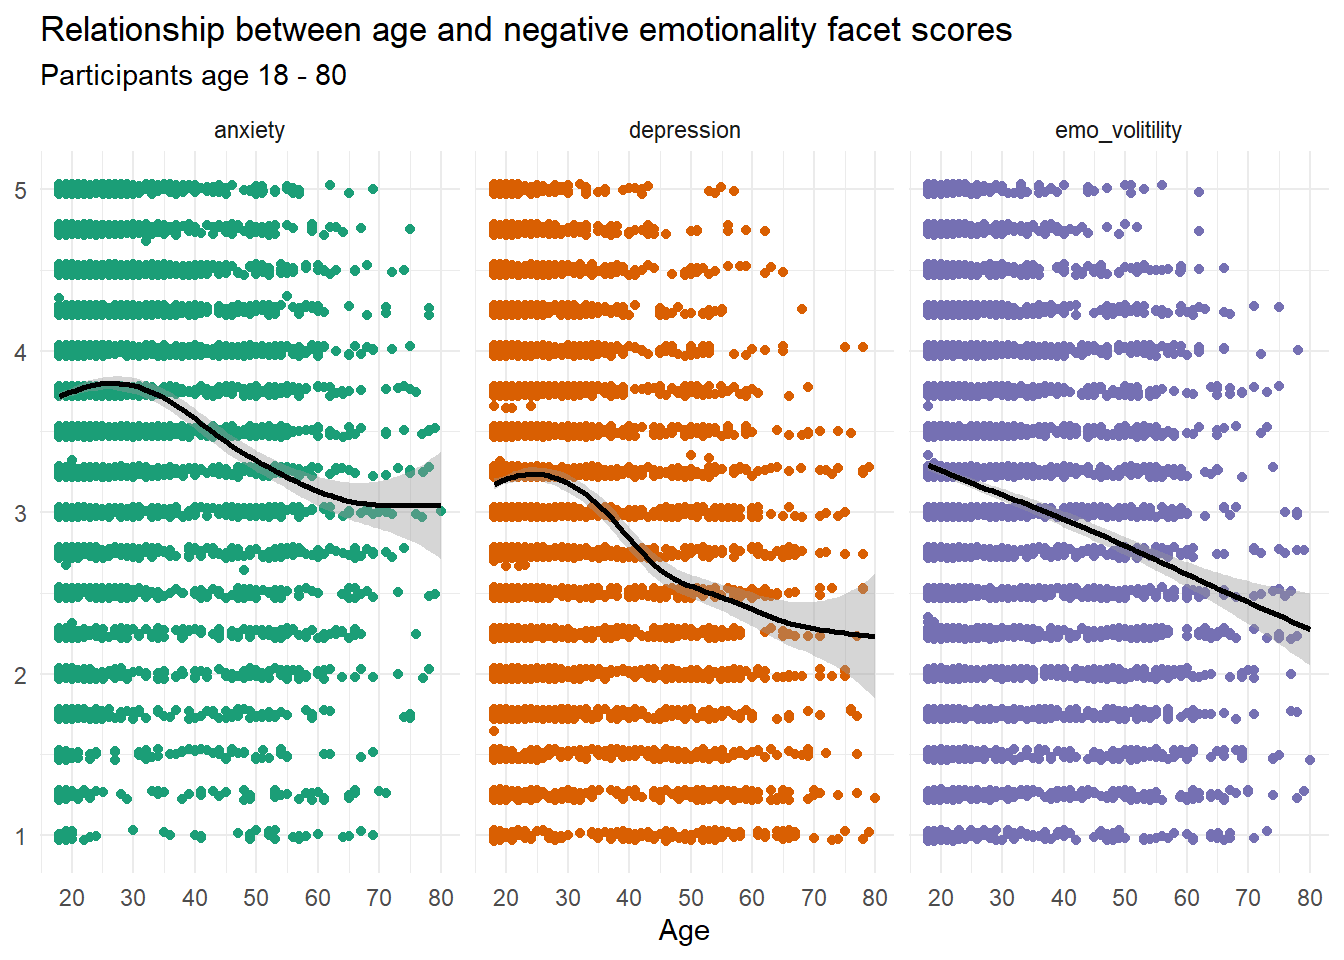 Relationship between age and negative emotionality facet scores
Participants age 18 - 80
anxiety depression emo_volitility
5
4
3
2
1
20 30 40 50 60 70 80 20 30 40 50 60 70 80 20 30 40 50 60 70 80
Age